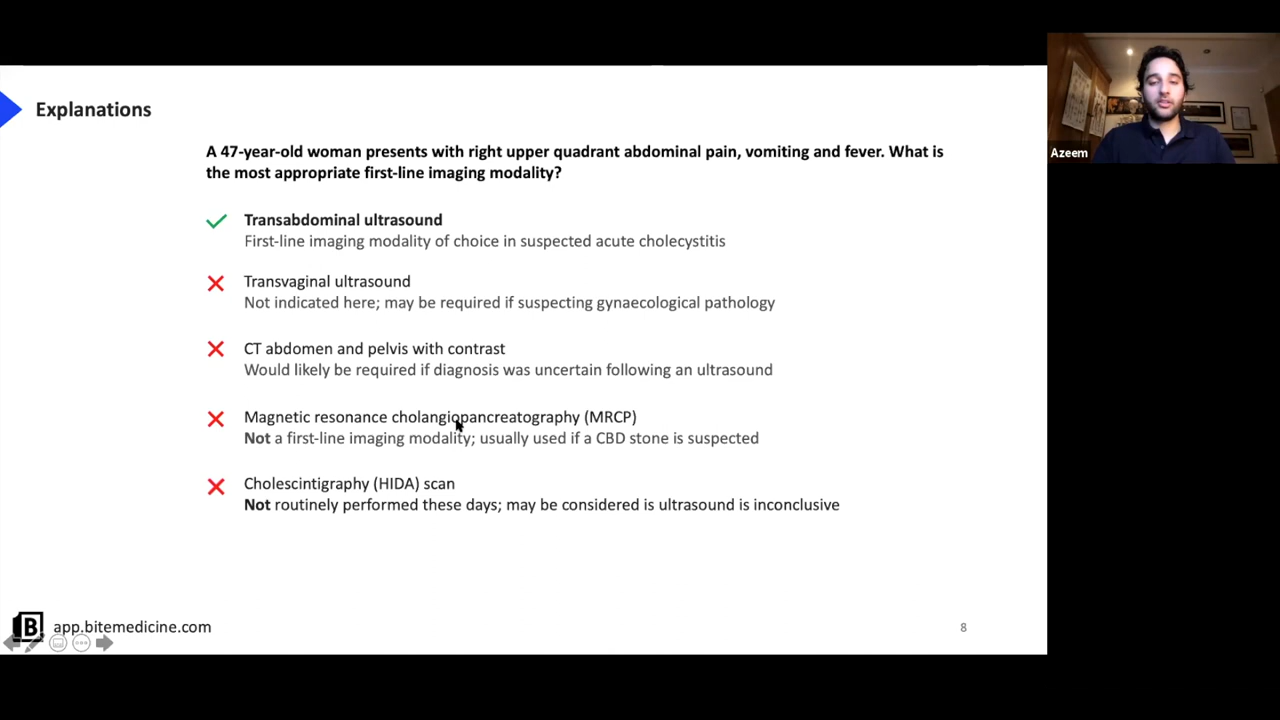 Explanations
A 47-year-old woman presents with right upper quadrant abdominal pain, vomiting and fever. What is
the most appropriate first-line imaging modality?
Transabdominal ultrasound
First-line imaging modality of choice in suspected acute cholecystitis
Transvaginal ultrasound
Not indicated here; may be required if suspecting gynaecological pathology
CT abdomen and pelvis with contrast
Would likely be required if diagnosis was uncertain following an ultrasound
Magnetic resonance cholangiopancreatography (MRCP)
Not a first-line imaging modality; usually used if a CBD stone is suspected
Cholescintigraphy (HIDA) scan
Not routinely performed these days; may be considered is ultrasound is inconclusive
B app.bitemedicine.com
8
Azeem